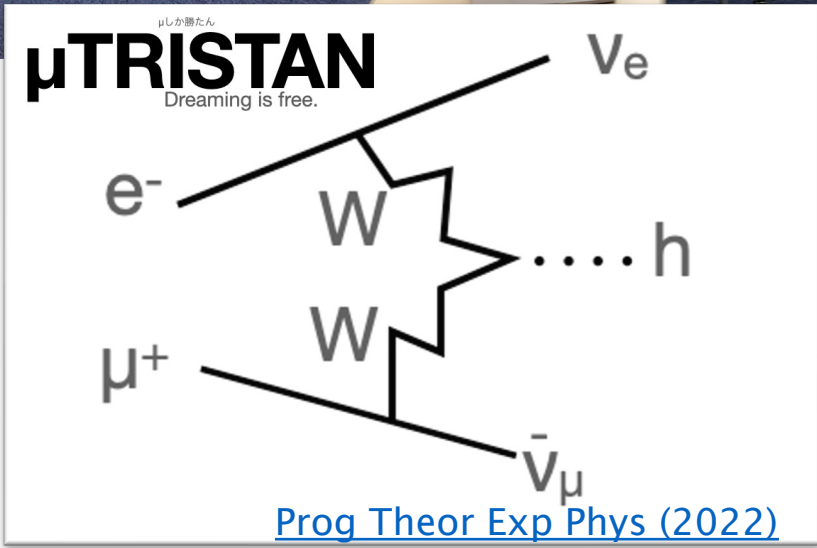 μしか勝たん
μTRISTAN
Dreaming is free.
νe
e-
W
h
W
μ+
ν̄μ
Prog Theor Exp Phys (2022)